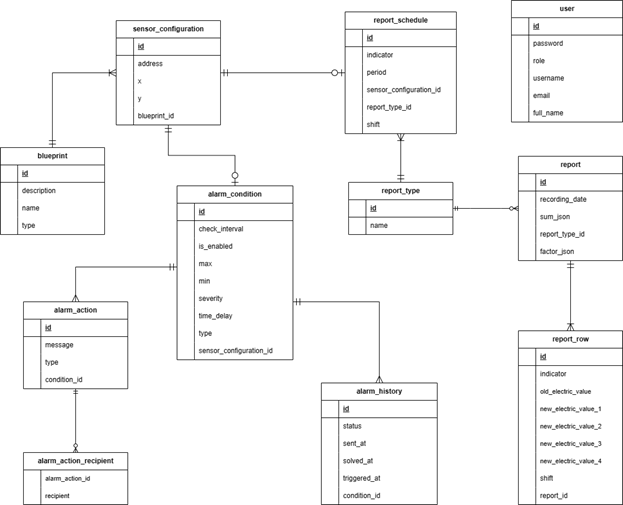 sensor_configuration
id
address
x
y
blueprint_id
report_schedule
id
indicator
period
sensor_configuration_id
report_type_id
shift
user
id
password
role
username
email
full_name
blueprint
id
description
name
type
alarm_condition
id
check_interval
is_enabled
max
min
severity
time_delay
type
sensor_configuration_id
report_type
id
name
report
id
recording_date
sum_json
report_type_id
factor_json
alarm_action
id
message
type
condition_id
alarm_history
id
status
sent_at
solved_at
triggered_at
condition_id
report_row
id
indicator
old_electric_value
new_electric_value_1
new_electric_value_2
new_electric_value_3
new_electric_value_4
shift
report_id
alarm_action_recipient
alarm_action_id
recipient